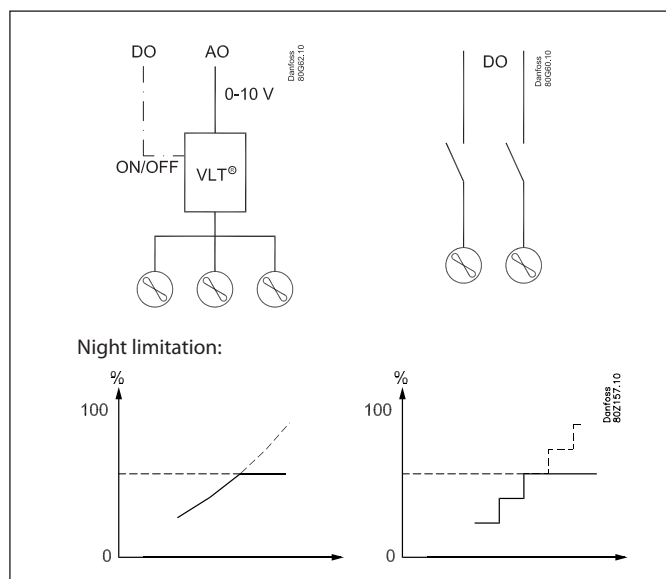 DO
AO
Danfoss
80G62.10
0-10 V
ON/OFF
VLT®
DO
Danfoss
80G60.10
Night limitation:
%
100
0
%
100
0
Danfoss
80Z157.10